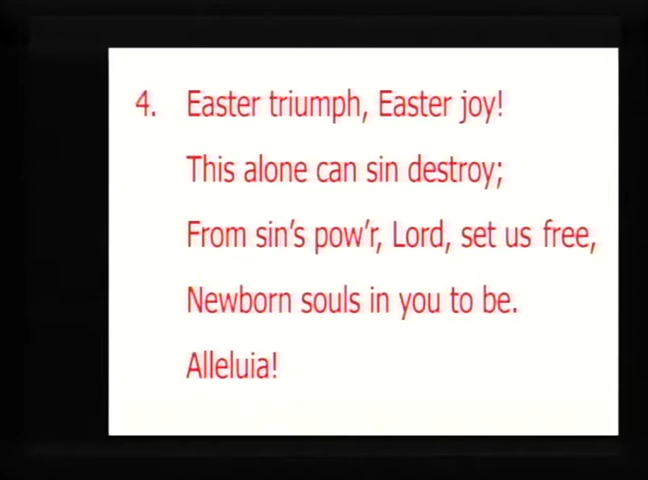 4. Easter triumph, Easter joy!
This alone can sin destroy;
From sin's pow'r, Lord, set us free,
Newborn souls in you to be.
Alleluia!